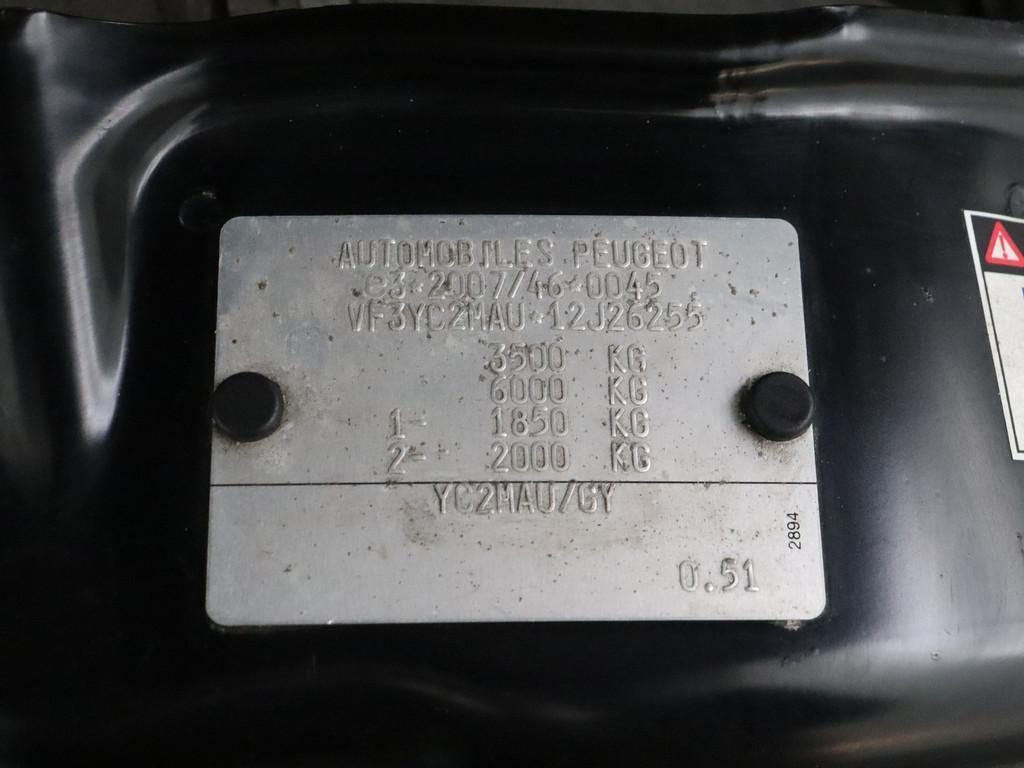 AUTOMOBILES PEUGEOT
e3*2007/46*0045
VF3YC2MAU*12J26255
3500 KG
6000 KG
1- 1850 KG
2- 2000 KG
YC2MAU/GY
2894
0.51